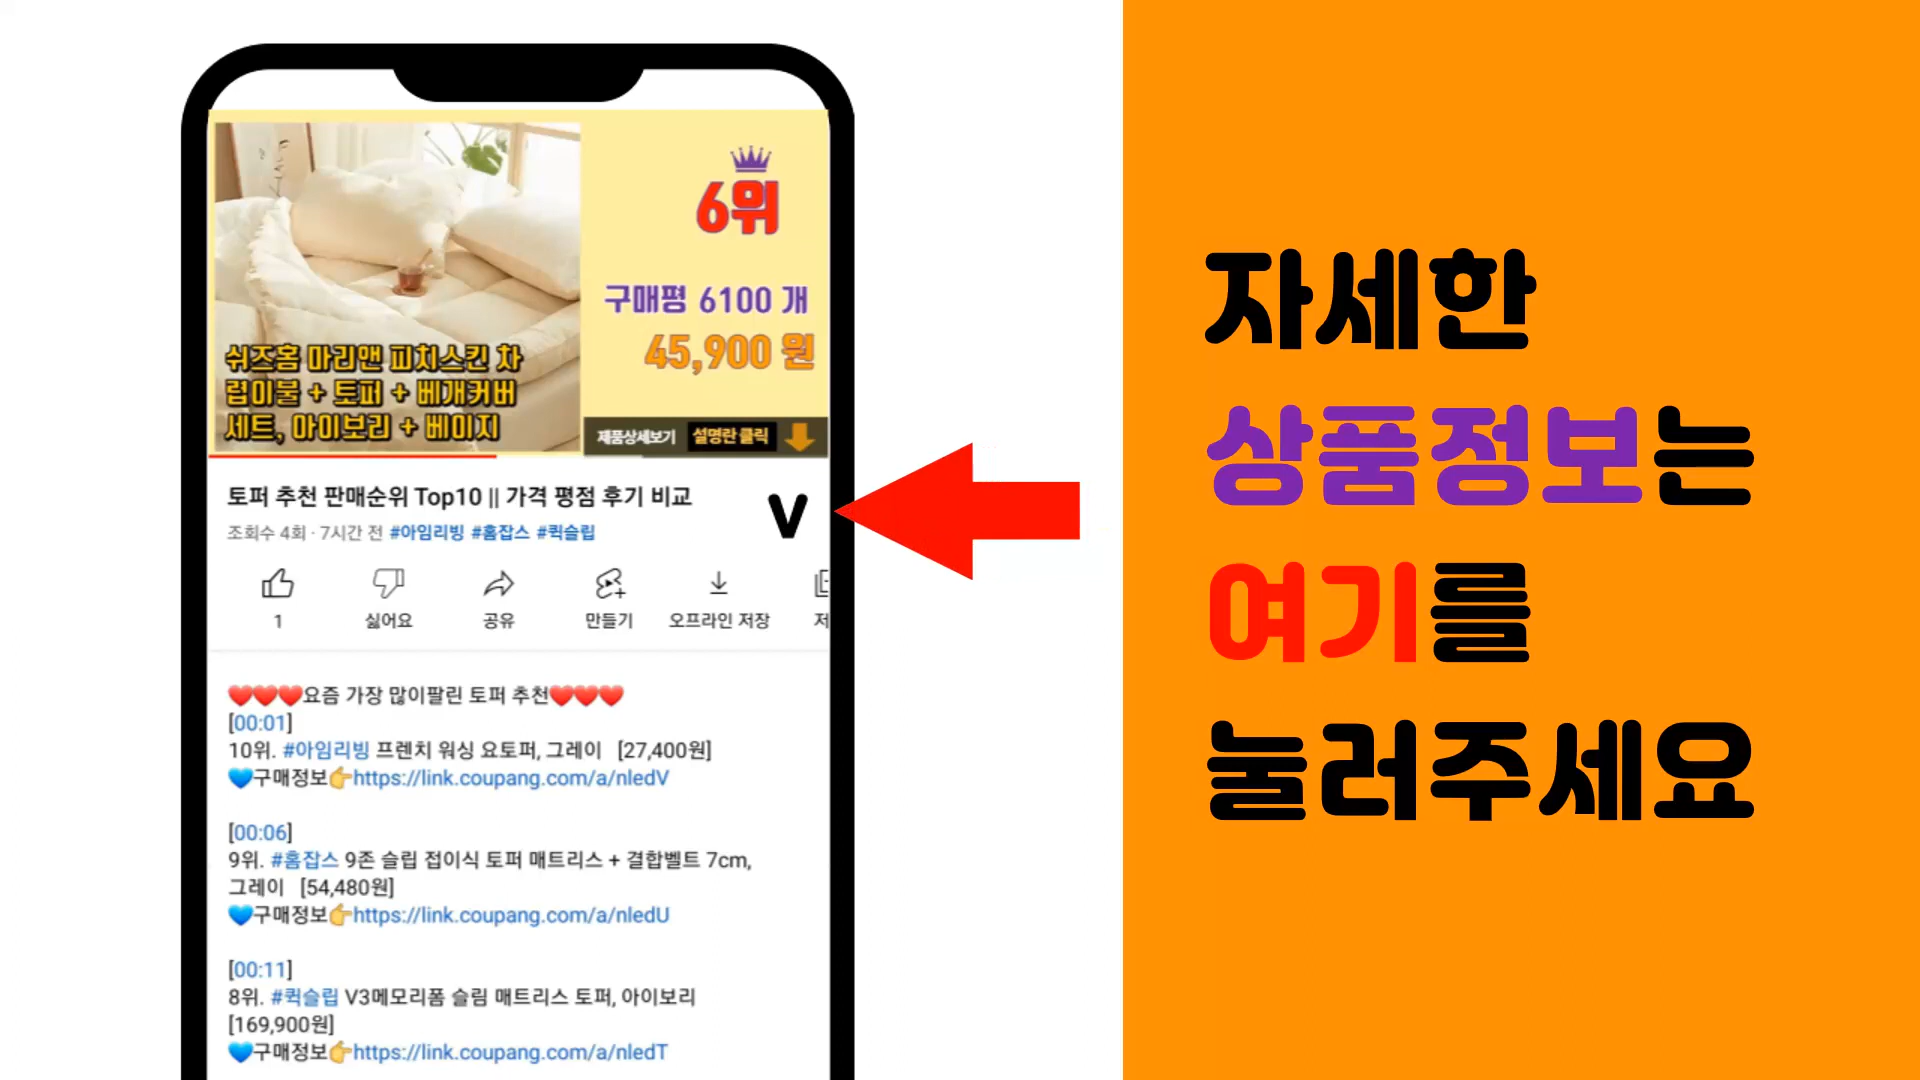 6위
구매평 6100 개
45,900 원
쉬즈홈 마리앤 피치스킨 차
렵이불 + 토퍼 + 베개커버
세트, 아이보리 + 베이지
제품상세보기 설명란 클릭
토퍼 추천 판매순위 Top10 || 가격 평점 후기 비교
V
조회수 4회 · 7시간 전 #아임리빙 #홈잡스 #퀵슬립
1 싫어요 공유 만들기 오프라인 저장 저
❤️❤️❤️요즘 가장 많이팔린 토퍼 추천❤️❤️❤️
[00:01]
10위. #아임리빙 프렌치 워싱 요토퍼, 그레이 [27,400원]
💙구매정보👉https://link.coupang.com/a/nledV
[00:06]
9위. #홈잡스 9존 슬립 접이식 토퍼 매트리스 + 결합벨트 7cm,
그레이 [54,480원]
💙구매정보👉https://link.coupang.com/a/nledU
[00:11]
8위. #퀵슬립 V3메모리폼 슬림 매트리스 토퍼, 아이보리
[169,900원]
💙구매정보👉https://link.coupang.com/a/nledT
자세한
상품정보는
여기를
눌러주세요